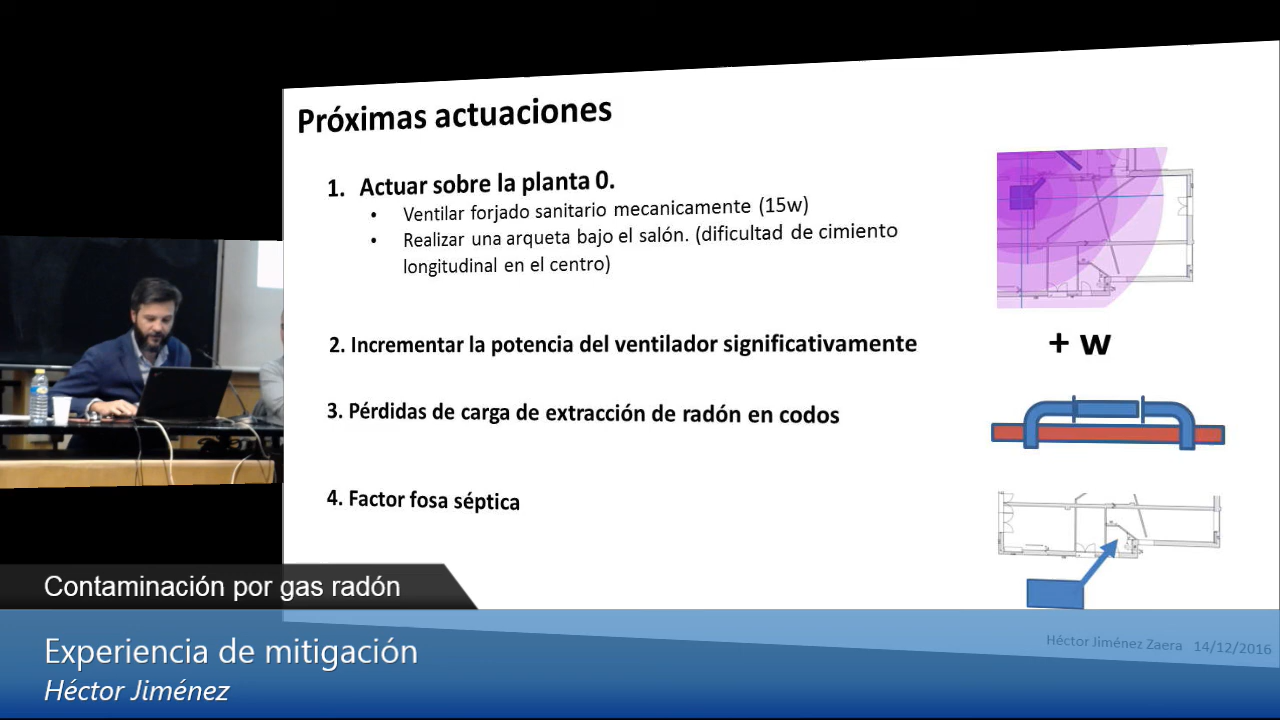 Próximas actuaciones
1. Actuar sobre la planta 0.
• Ventilar forjado sanitario mecanicamente (15w)
• Realizar una arqueta bajo el salón. (dificultad de cimiento
longitudinal en el centro)
2. Incrementar la potencia del ventilador significativamente
+ w
3. Pérdidas de carga de extracción de radón en codos
4. Factor fosa séptica
Contaminación por gas radón
Experiencia de mitigación
Héctor Jiménez
Héctor Jiménez Zaera 14/12/2016